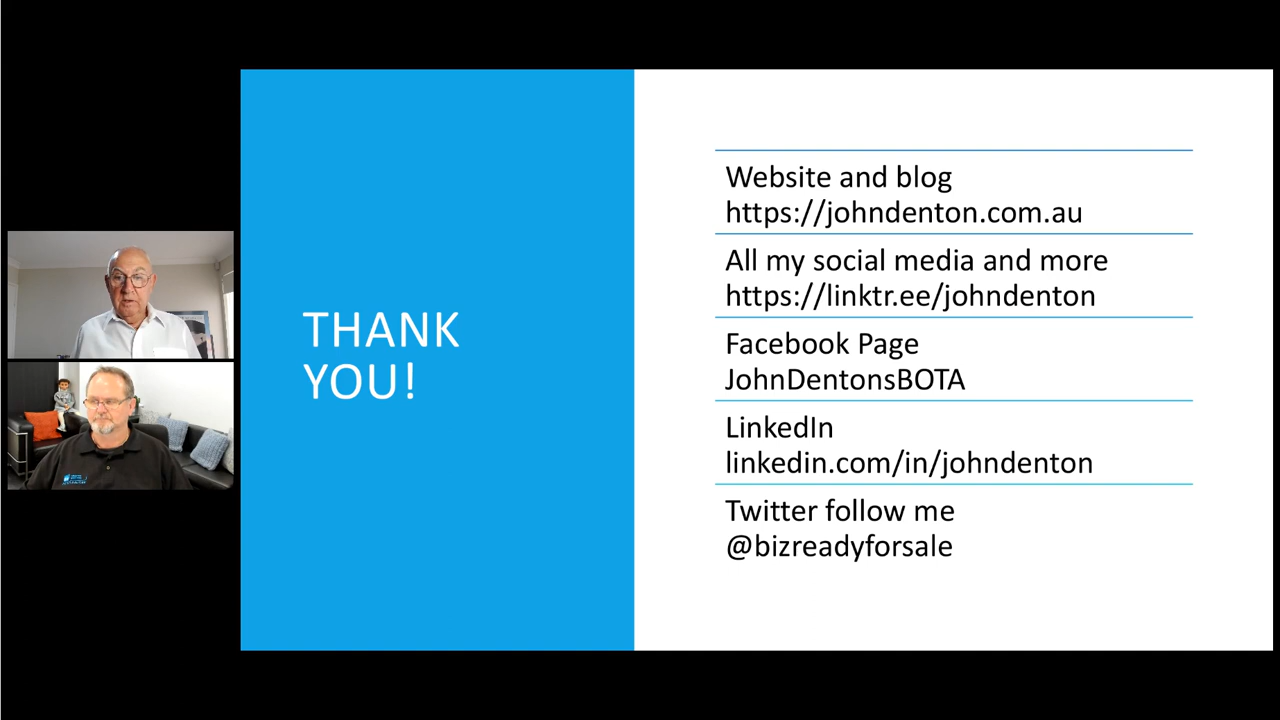 THANK
YOU!
Website and blog
https://johndenton.com.au
All my social media and more
https://linktr.ee/johndenton
Facebook Page
JohnDentonsBOTA
LinkedIn
linkedin.com/in/johndenton
Twitter follow me
@bizreadyforsale